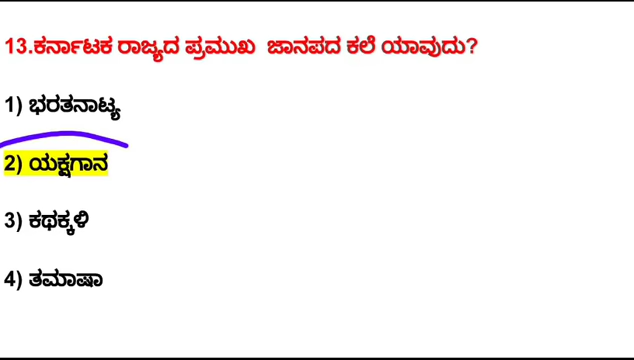 13.ಕರ್ನಾಟಕ ರಾಜ್ಯದ ಪ್ರಮುಖ ಜಾನಪದ ಕಲೆ ಯಾವುದು?
1) ಭರತನಾಟ್ಯ
2) ಯಕ್ಷಗಾನ
3) ಕಥಕ್ಕಳಿ
4) ತಮಾಷಾ